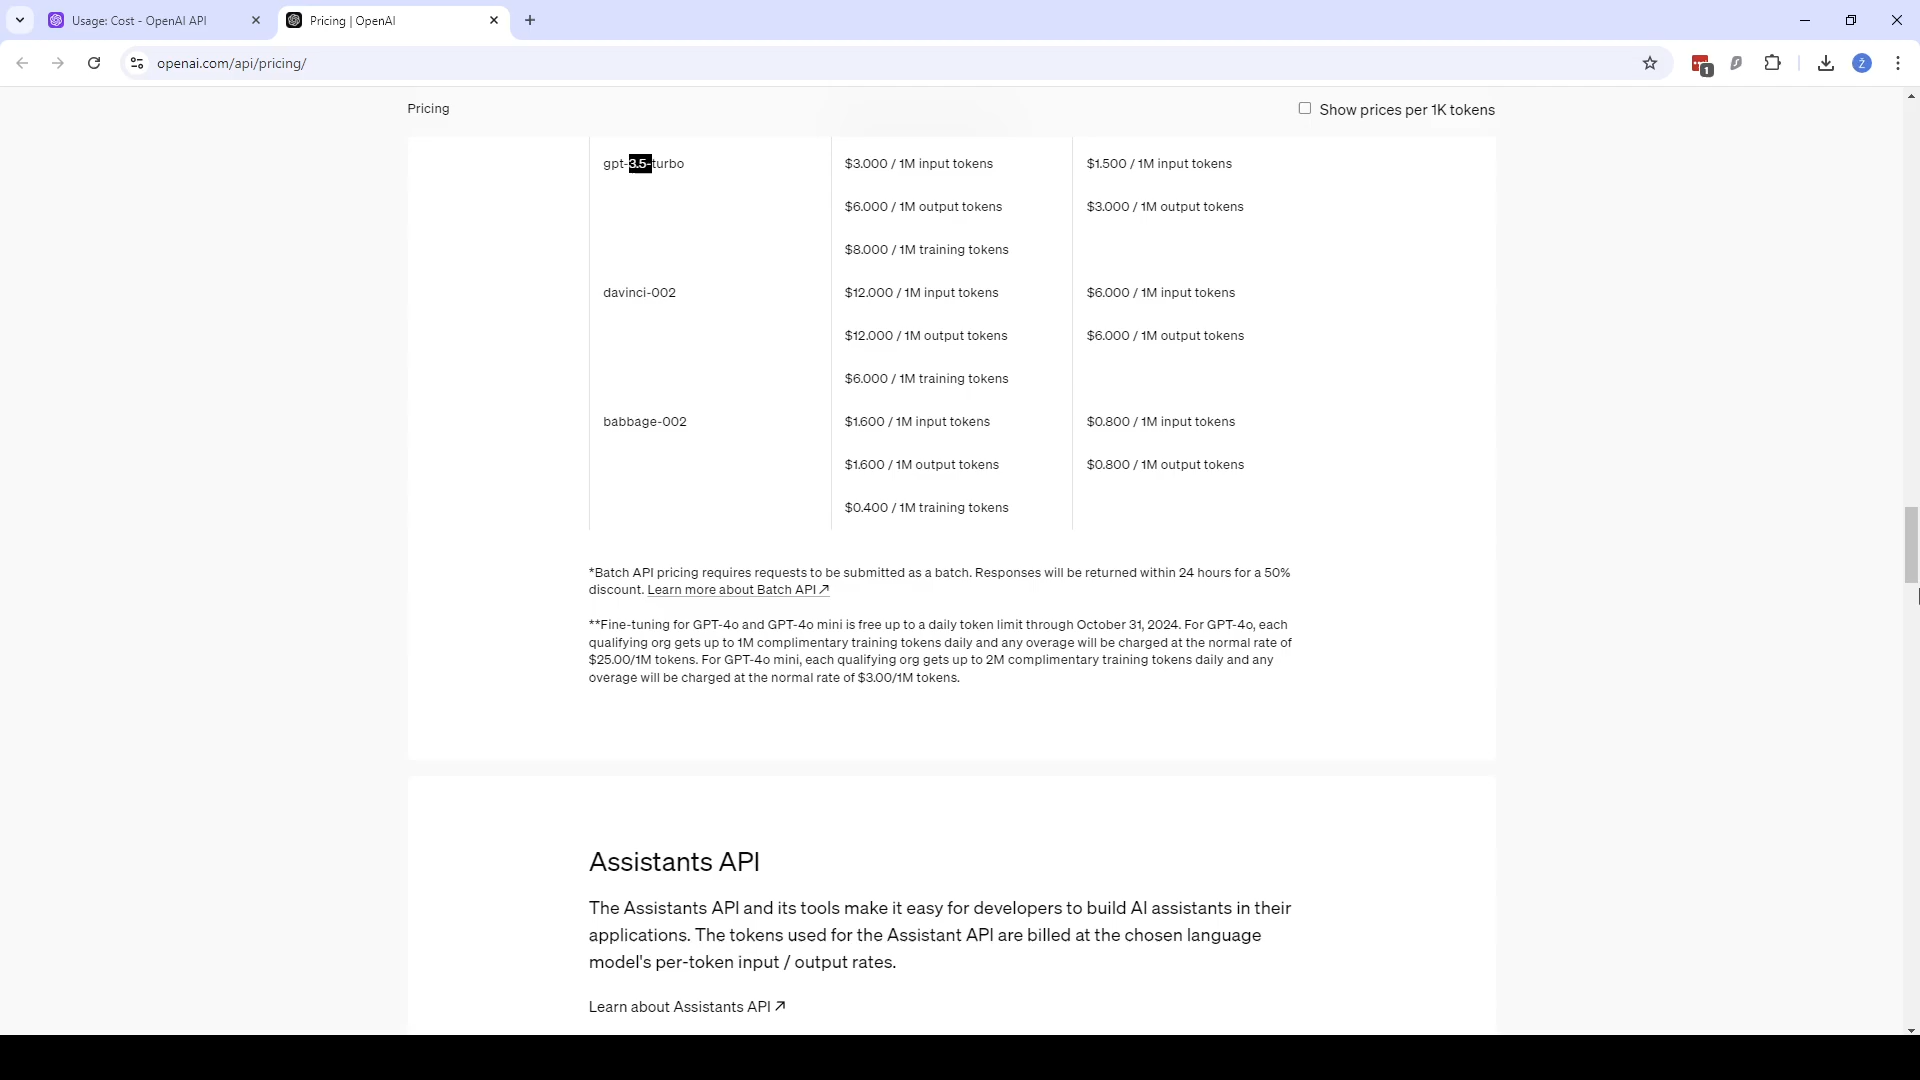 Usage: Cost - OpenAI API
Pricing | OpenAI
openai.com/api/pricing/
1
Ž
Pricing
Show prices per 1K tokens
gpt-3.5-turbo
$3.000 / 1M input tokens
$1.500 / 1M input tokens
$6.000 / 1M output tokens
$3.000 / 1M output tokens
$8.000 / 1M training tokens
davinci-002
$12.000 / 1M input tokens
$6.000 / 1M input tokens
$12.000 / 1M output tokens
$6.000 / 1M output tokens
$6.000 / 1M training tokens
babbage-002
$1.600 / 1M input tokens
$0.800 / 1M input tokens
$1.600 / 1M output tokens
$0.800 / 1M output tokens
$0.400 / 1M training tokens
*Batch API pricing requires requests to be submitted as a batch. Responses will be returned within 24 hours for a 50%
discount. Learn more about Batch API ↗
**Fine-tuning for GPT-4o and GPT-4o mini is free up to a daily token limit through October 31, 2024. For GPT-4o, each
qualifying org gets up to 1M complimentary training tokens daily and any overage will be charged at the normal rate of
$25.00/1M tokens. For GPT-4o mini, each qualifying org gets up to 2M complimentary training tokens daily and any
overage will be charged at the normal rate of $3.00/1M tokens.
Assistants API
The Assistants API and its tools make it easy for developers to build AI assistants in their
applications. The tokens used for the Assistant API are billed at the chosen language
model's per-token input / output rates.
Learn about Assistants API ↗